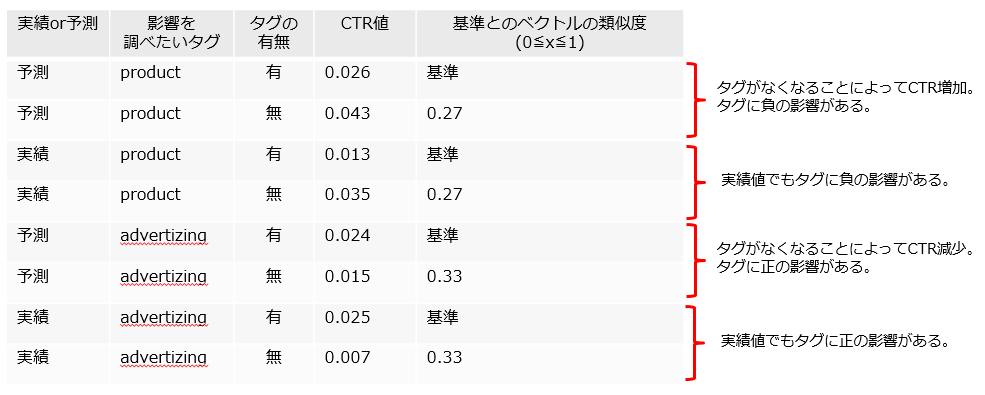 実績or予測 影響を調べたいタグ タグの有無 CTR値 基準とのベクトルの類似度(0≦x≦1)
予測 product 有 0.026 基準
タグがなくなることによってCTR増加。
タグに負の影響がある。
予測 product 無 0.043 0.27
実績 product 有 0.013 基準
実績値でもタグに負の影響がある。
実績 product 無 0.035 0.27
予測 advertizing 有 0.024 基準
タグがなくなることによってCTR減少。
タグに正の影響がある。
予測 advertizing 無 0.015 0.33
実績 advertizing 有 0.025 基準
実績値でもタグに正の影響がある。
実績 advertizing 無 0.007 0.33